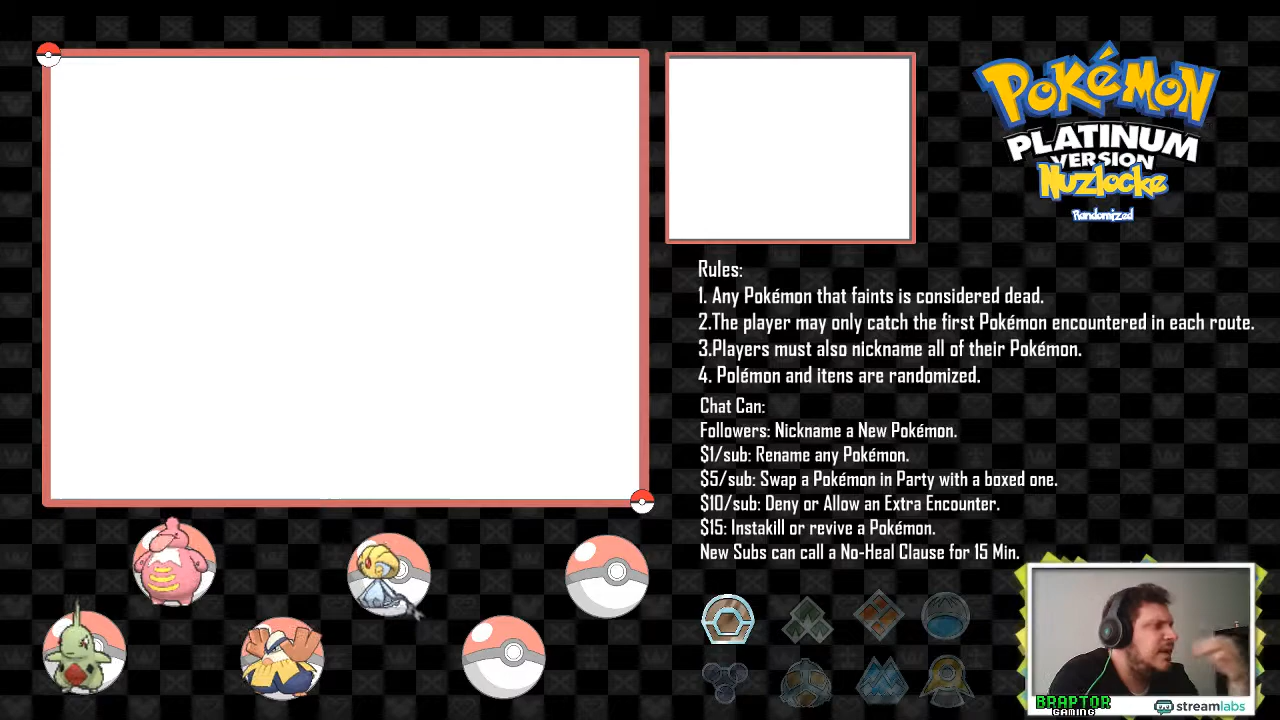 POKéMON
PLATINUM
VERSION
Nuzlocke
Randomized
Rules:
1. Any Pokémon that faints is considered dead.
2.The player may only catch the first Pokémon encountered in each route.
3.Players must also nickname all of their Pokémon.
4. Polémon and itens are randomized.
Chat Can:
Followers: Nickname a New Pokémon.
$1/sub: Rename any Pokémon.
$5/sub: Swap a Pokémon in Party with a boxed one.
$10/sub: Deny or Allow an Extra Encounter.
$15: Instakill or revive a Pokémon.
New Subs can call a No-Heal Clause for 15 Min.
BRAPTOR
GAMING
streamlabs